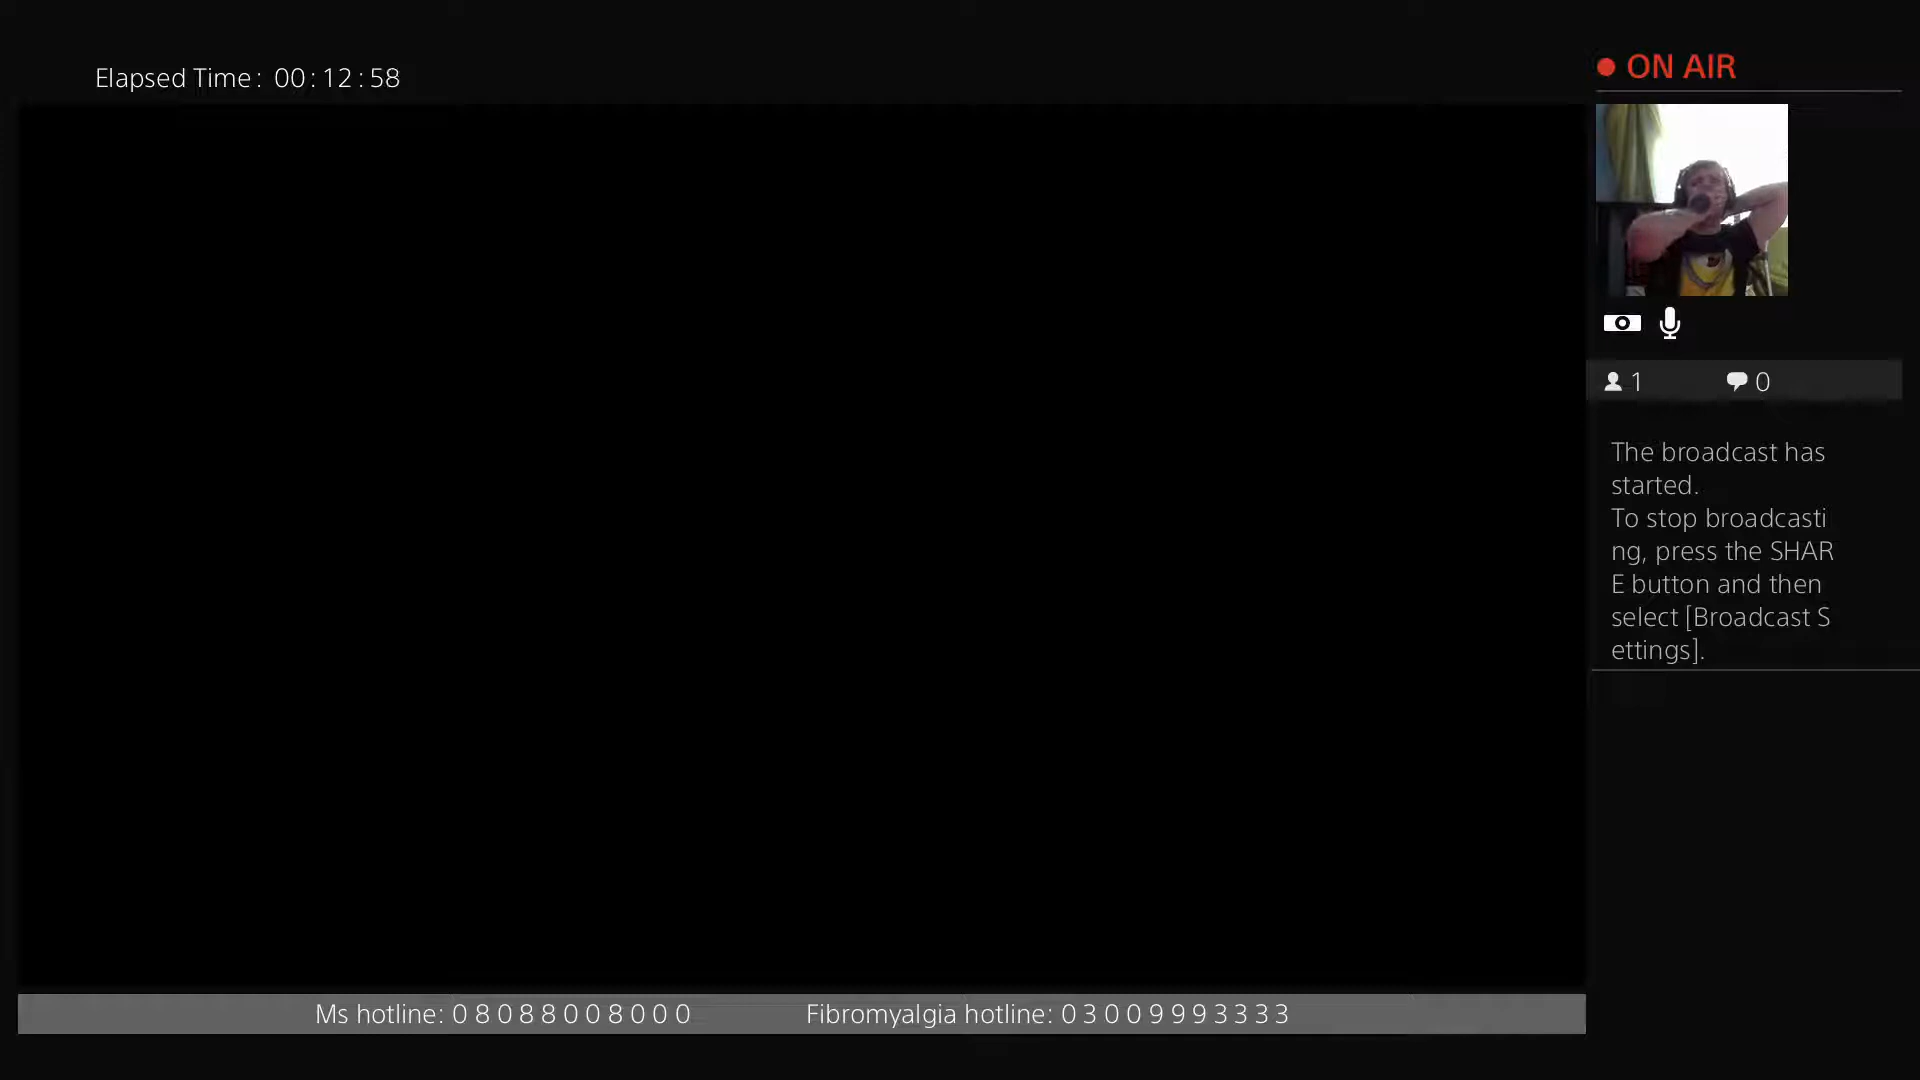 Elapsed Time: 00:12:58
ON AIR
1 0
The broadcast has
started.
To stop broadcasti
ng, press the SHAR
E button and then
select [Broadcast S
ettings].
Ms hotline: 0 8 0 8 8 0 0 8 0 0 0 Fibromyalgia hotline: 0 3 0 0 9 9 9 3 3 3 3